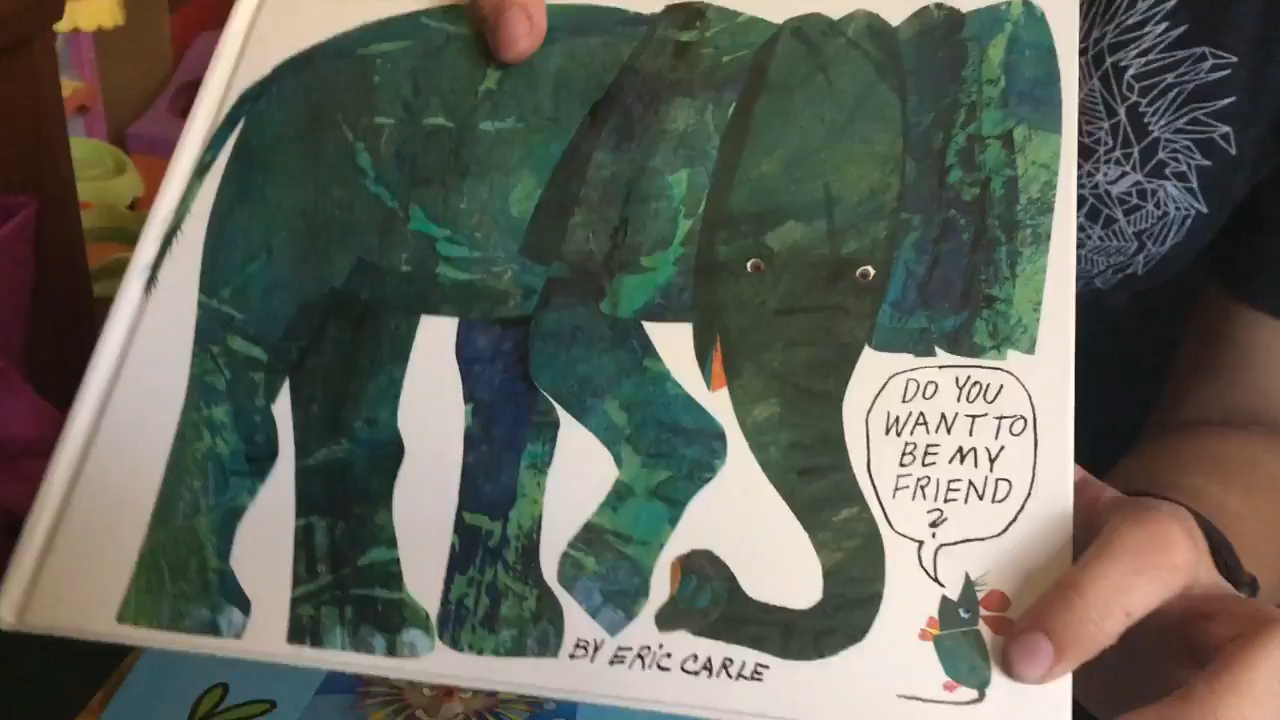 DO YOU
WANT TO
BE MY
FRIEND
?
BY ERIC CARLE